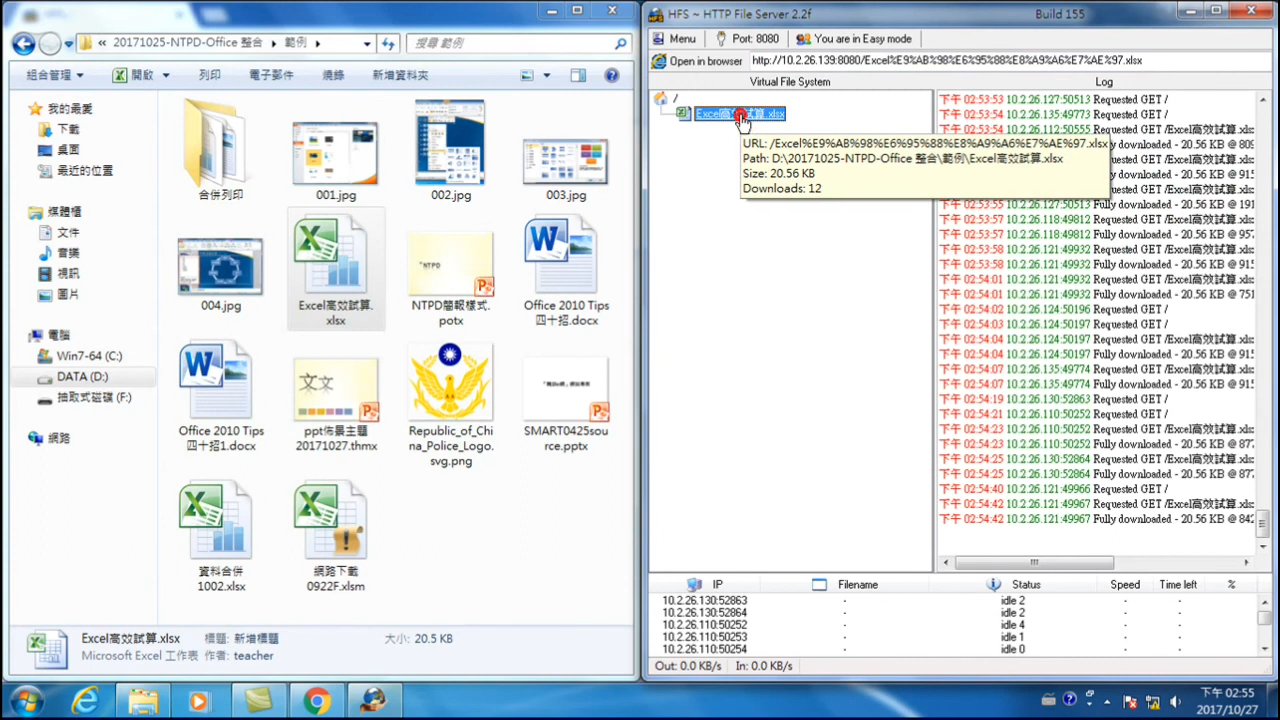 « 20171025-NTPD-Office 整合 ▸ 範例 ▸
搜尋 範例
組合管理 ▼
開啟 ▼
列印
電子郵件
燒錄
新增資料夾
我的最愛
下載
桌面
最近的位置
媒體櫃
文件
音樂
視訊
圖片
電腦
Win7-64 (C:)
DATA (D:)
抽取式磁碟 (F:)
網路
合併列印
001.jpg
002.jpg
003.jpg
004.jpg
Excel高效試算.
xlsx
"NTPD
NTPD簡報樣式.
potx
Office 2010 Tips
四十招.docx
Office 2010 Tips
四十招1.docx
文文
ppt佈景主題
20171027.thmx
Republic_of_Chi
na_Police_Logo.
svg.png
SMART0425sou
rce.pptx
資料合併
1002.xlsx
網路下載
0922F.xlsm
Excel高效試算.xlsx
標題: 新增標題
大小: 20.5 KB
Microsoft Excel 工作表 作者: teacher
HFS ~ HTTP File Server 2.2f
Build 155
Menu
Port: 8080
You are in Easy mode
Open in browser
http://10.2.26.139:8080/Excel%E9%AB%98%E6%95%88%E8%A9%A6%E7%AE%97.xlsx
Virtual File System
Log
/
URL: /Excel%E9%AB%98%E6%95%88%E8%A9%A6%E7%AE%97.xlsx
Path: D:\20171025-NTPD-Office 整合\範例\Excel高效試算.xlsx
Size: 20.56 KB
Downloads: 12
下午 02:53:53 10.2.26.127:50513 Requested GET /
下午 02:53:54 10.2.26.135:49773 Requested GET /
下午 02:53:54 10.2.26.112:50555 Requested GET /Excel高效試算.xls
Fully downloaded - 20.56 KB @ 809
下午 02:53:55 10.2.26.127:50513 Fully downloaded - 20.56 KB @ 191
下午 02:53:57 10.2.26.118:49812 Requested GET /Excel高效試算.xls
下午 02:53:57 10.2.26.118:49812 Fully downloaded - 20.56 KB @ 957
下午 02:53:58 10.2.26.121:49932 Requested GET /Excel高效試算.xls
下午 02:53:58 10.2.26.121:49932 Fully downloaded - 20.56 KB @ 915
下午 02:54:01 10.2.26.121:49932 Requested GET /Excel高效試算.xls
下午 02:54:01 10.2.26.121:49932 Fully downloaded - 20.56 KB @ 751
下午 02:54:02 10.2.26.124:50196 Requested GET /
下午 02:54:03 10.2.26.124:50197 Requested GET /
下午 02:54:04 10.2.26.124:50197 Requested GET /Excel高效試算.xls
下午 02:54:04 10.2.26.124:50197 Fully downloaded - 20.56 KB @ 915
下午 02:54:07 10.2.26.135:49774 Requested GET /Excel高效試算.xls
下午 02:54:07 10.2.26.135:49774 Fully downloaded - 20.56 KB @ 915
下午 02:54:19 10.2.26.130:52863 Requested GET /
下午 02:54:21 10.2.26.110:50252 Requested GET /
下午 02:54:23 10.2.26.110:50252 Requested GET /Excel高效試算.xls
下午 02:54:23 10.2.26.110:50252 Fully downloaded - 20.56 KB @ 877
下午 02:54:25 10.2.26.130:52864 Requested GET /Excel高效試算.xls
下午 02:54:25 10.2.26.130:52864 Fully downloaded - 20.56 KB @ 877
下午 02:54:40 10.2.26.121:49966 Requested GET /
下午 02:54:42 10.2.26.121:49967 Requested GET /Excel高效試算.xls
下午 02:54:42 10.2.26.121:49967 Fully downloaded - 20.56 KB @ 842
IP Filename Status Speed Time left %
10.2.26.130:52863 - idle 2 - -
10.2.26.130:52864 - idle 2 - -
10.2.26.110:50252 - idle 4 - -
10.2.26.110:50253 - idle 1 - -
10.2.26.110:50254 - idle 0 - -
Out: 0.0 KB/s
In: 0.0 KB/s
下午 02:55
2017/10/27